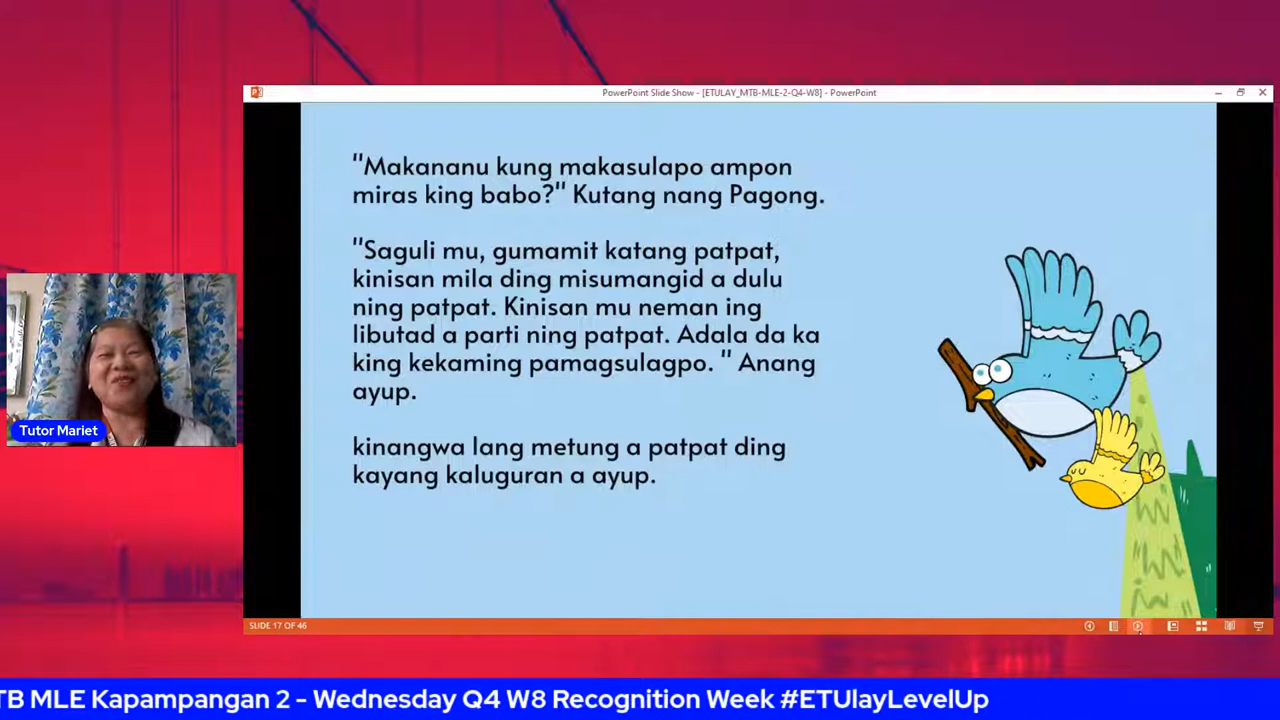 PowerPoint Slide Show - [ETULAY_MTB-MLE-2-Q4-W8] - PowerPoint
"Makananu kung makasulapo ampon
miras king babo?" Kutang nang Pagong.
"Saguli mu, gumamit katang patpat,
kinisan mila ding misumangid a dulu
ning patpat. Kinisan mu neman ing
libutad a parti ning patpat. Adala da ka
king kekaming pamagsulagpo. " Anang
ayup.
kinangwa lang metung a patpat ding
kayang kaluguran a ayup.
Tutor Mariet
SLIDE 17 OF 46
TB MLE Kapampangan 2 - Wednesday Q4 W8 Recognition Week #ETUlayLevelUp